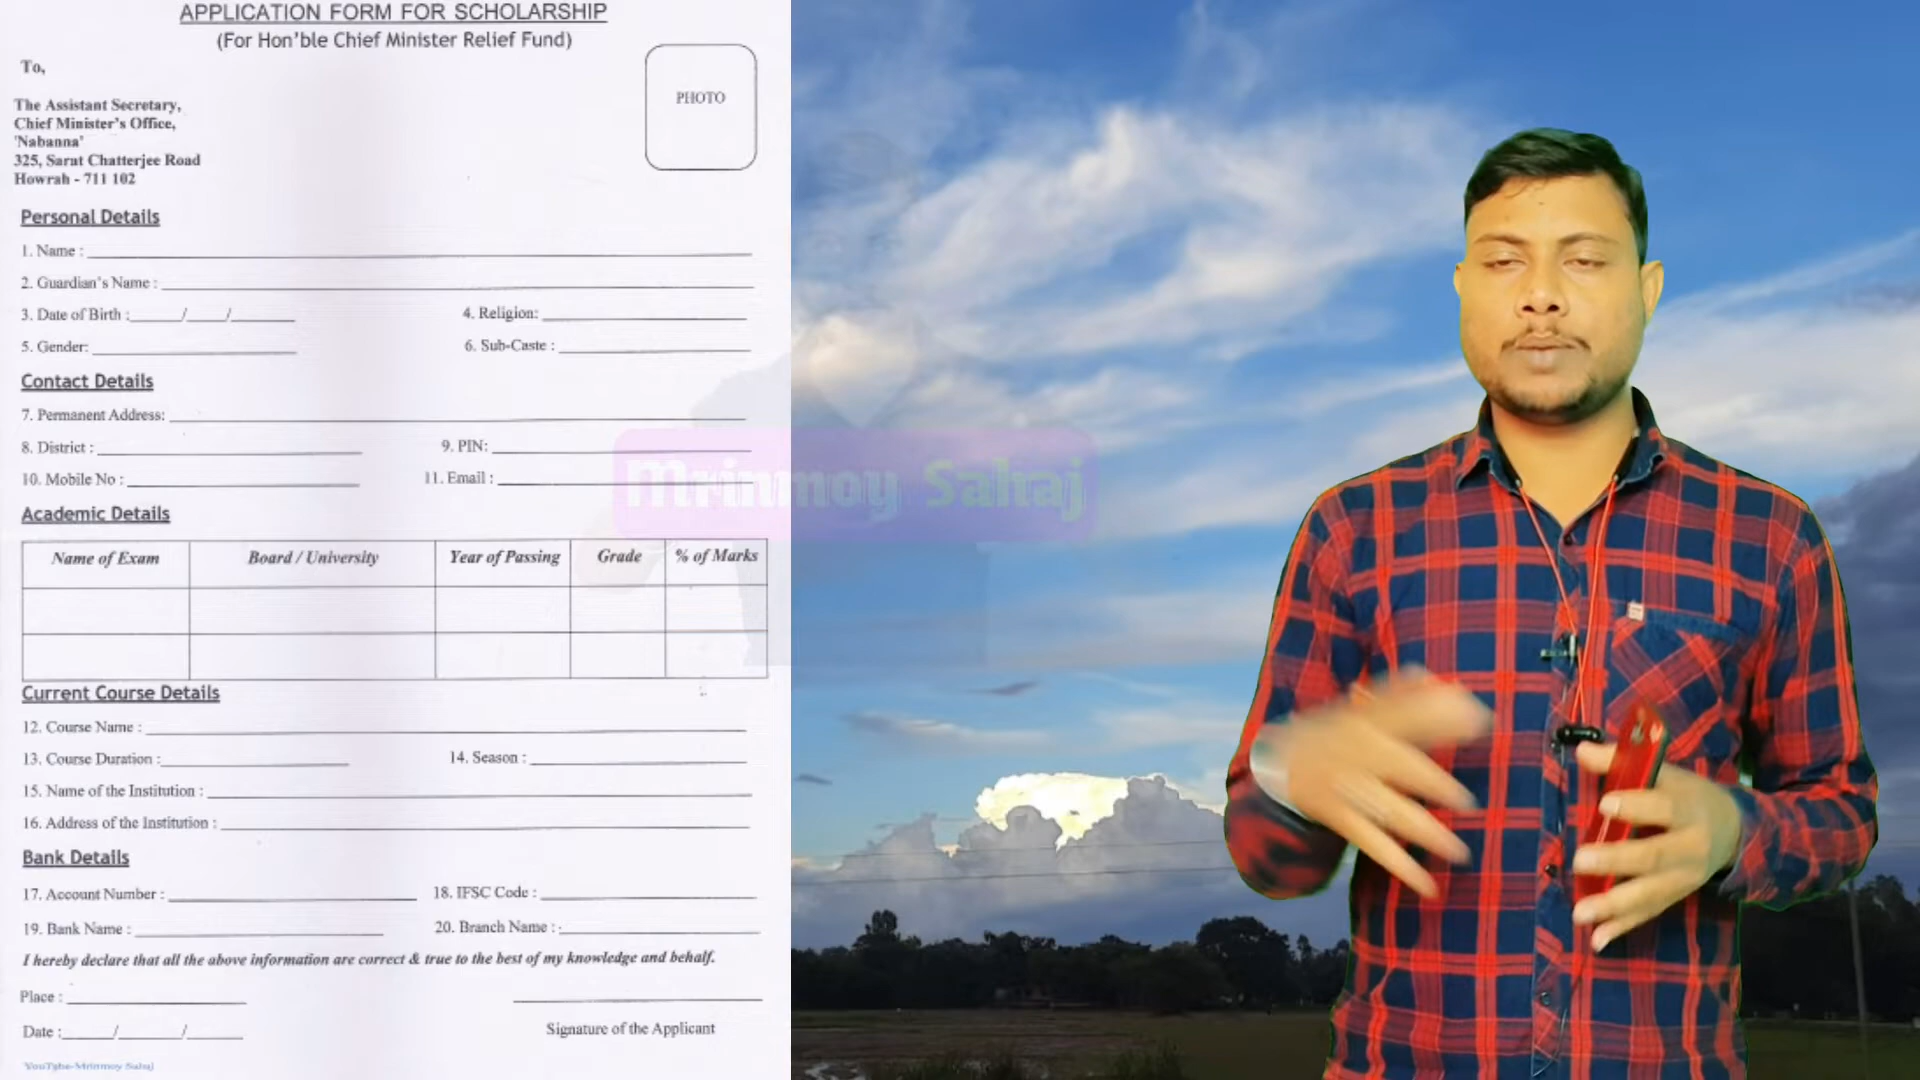 APPLICATION FORM FOR SCHOLARSHIP
(For Hon'ble Chief Minister Relief Fund)
To,
PHOTO
The Assistant Secretary,
Chief Minister's Office,
'Nabanna'
325, Sarat Chatterjee Road
Howrah - 711 102
Personal Details
1. Name :
2. Guardian's Name :
3. Date of Birth : / / 4. Religion:
5. Gender: 6. Sub-Caste :
Contact Details
7. Permanent Address:
8. District : 9. PIN:
10. Mobile No : 11. Email :
Mrinmoy Sahaj
Academic Details
Name of Exam Board / University Year of Passing Grade % of Marks
Current Course Details
12. Course Name :
13. Course Duration : 14. Season :
15. Name of the Institution :
16. Address of the Institution :
Bank Details
17. Account Number : 18. IFSC Code :
19. Bank Name : 20. Branch Name :
I hereby declare that all the above information are correct & true to the best of my knowledge and behalf.
Place :
Date : / /
Signature of the Applicant
YouTube-Mrinmoy Sahaj